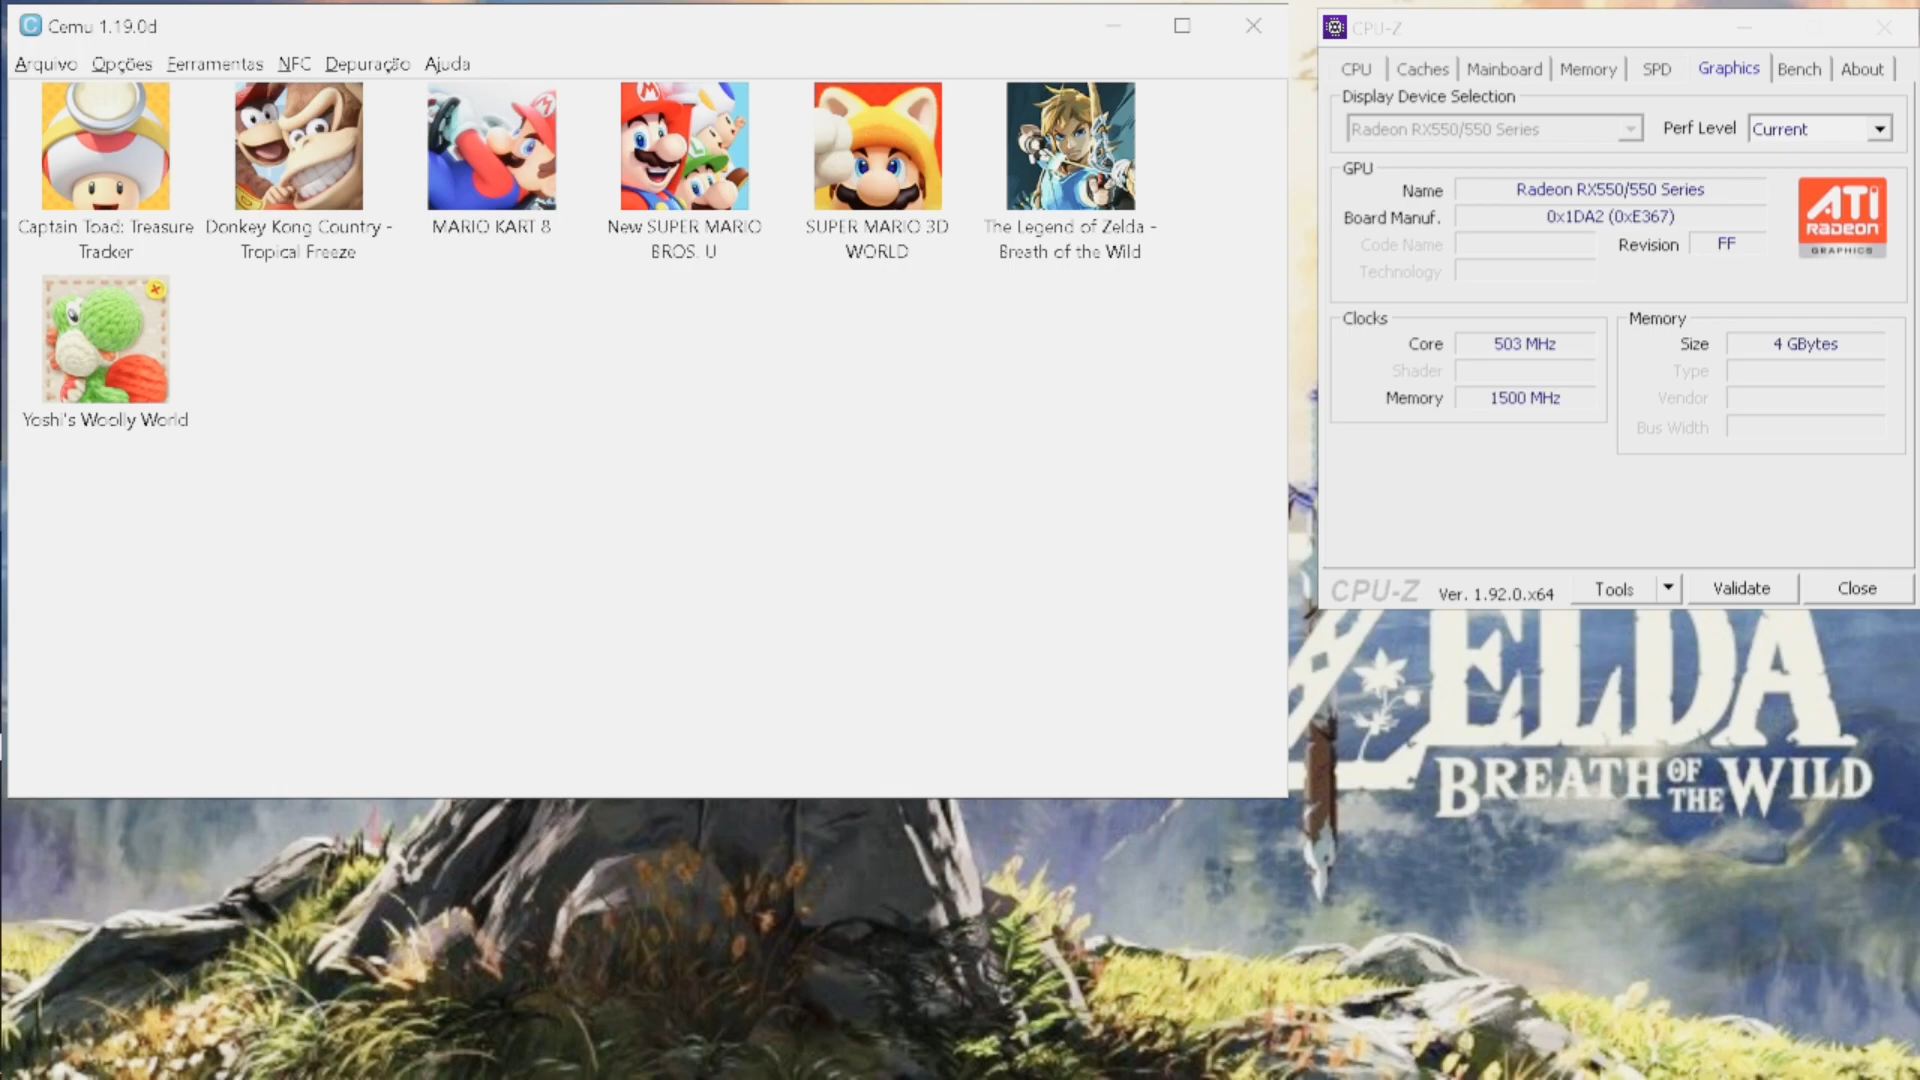 Cemu 1.19.0d
Arquivo Opções Ferramentas NFC Depuração Ajuda
Captain Toad: Treasure Tracker
Donkey Kong Country - Tropical Freeze
MARIO KART 8
New SUPER MARIO BROS. U
SUPER MARIO 3D WORLD
The Legend of Zelda - Breath of the Wild
Yoshi's Woolly World
CPU-Z
CPU Caches Mainboard Memory SPD Graphics Bench About
Display Device Selection
Radeon RX550/550 Series Perf Level Current
GPU
Name Radeon RX550/550 Series
Board Manuf. 0x1DA2 (0xE367)
Code Name Revision FF
Technology
ATI
RADEON
GRAPHICS
Clocks
Core 503 MHz
Shader
Memory 1500 MHz
Memory
Size 4 GBytes
Type
Vendor
Bus Width
CPU-Z Ver. 1.92.0.x64 Tools Validate Close
ZELDA
BREATH OF THE WILD